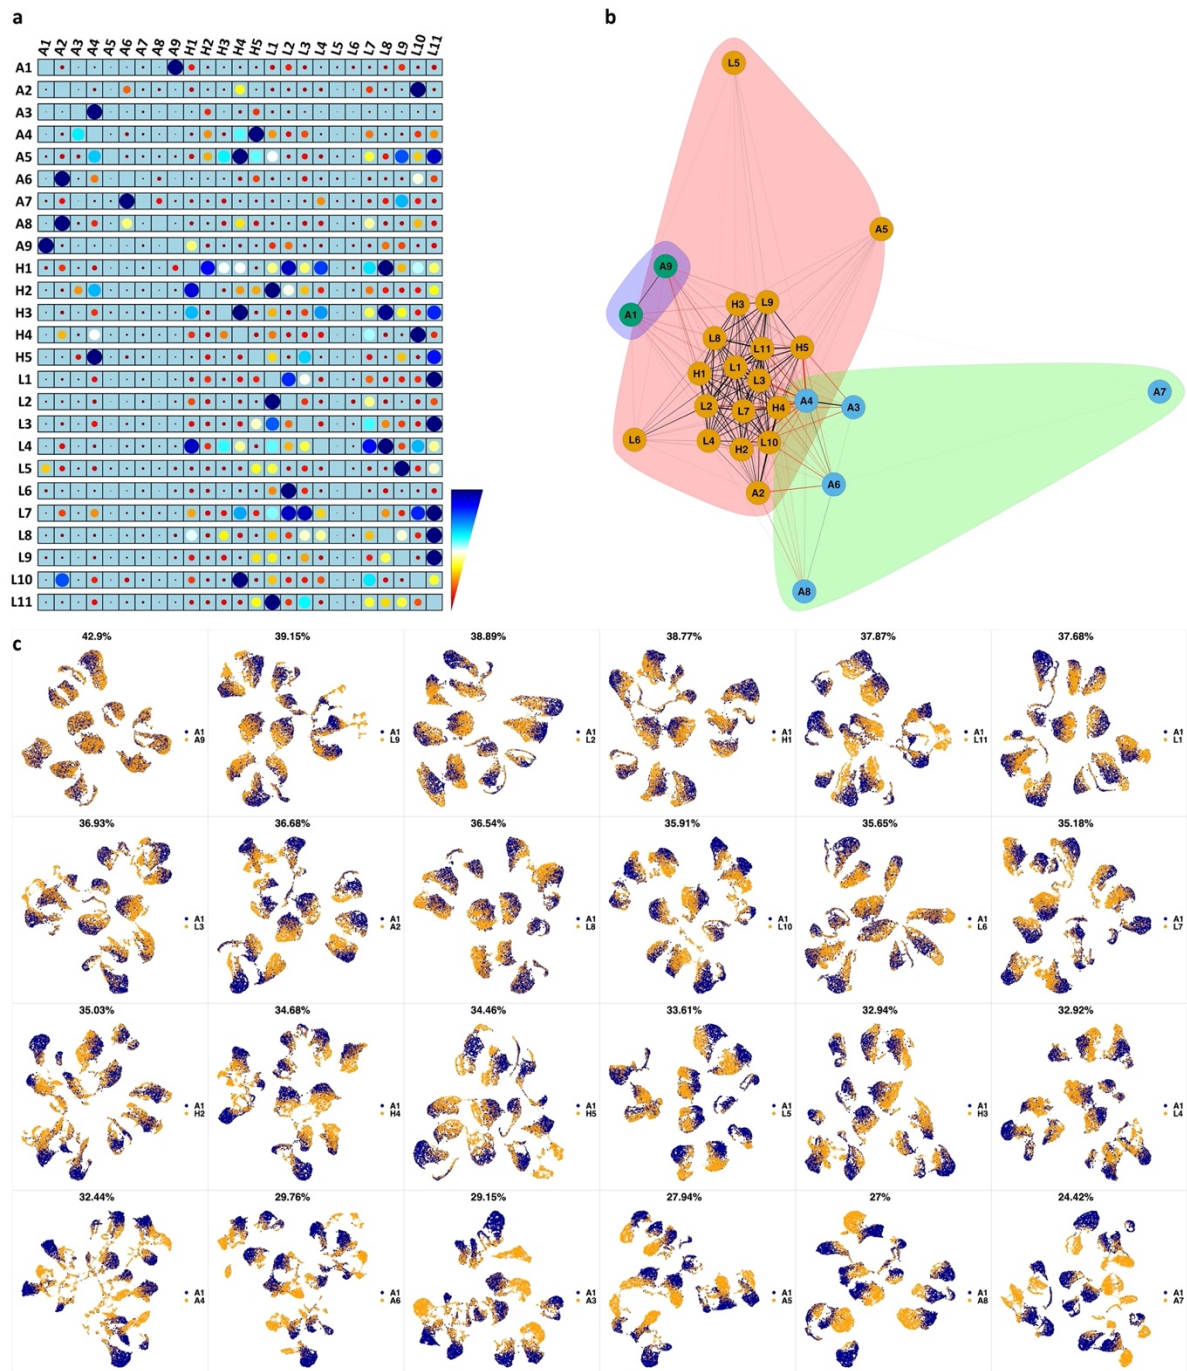 a
A1 A2 A3 A4 A5 A6 A7 A8 A9 H1 H2 H3 H4 H5 L1 L2 L3 L4 L5 L6 L7 L8 L9 L10 L11
A1
A2
A3
A4
A5
A6
A7
A8
A9
H1
H2
H3
H4
H5
L1
L2
L3
L4
L5
L6
L7
L8
L9
L10
L11
b
L5
A5
A9
A1
H3 L9
L8
L11 H5
H1 L1
L3
A7
L2 L7 H4 A4 A3
L6 L4 H2 L10
A2 A6
A8
c
42.9% 39.15% 38.89% 38.77% 37.87% 37.68%
A1 A1 A1 A1 A1 A1
A9 L9 L2 H1 L11 L1
36.93% 36.68% 36.54% 35.91% 35.65% 35.18%
A1 A1 A1 A1 A1 A1
L3 A2 L8 L10 L6 L7
35.03% 34.68% 34.46% 33.61% 32.94% 32.92%
A1 A1 A1 A1 A1 A1
H2 H4 H5 L5 H3 L4
32.44% 29.76% 29.15% 27.94% 27% 24.42%
A1 A1 A1 A1 A1 A1
A4 A6 A3 A5 A8 A7